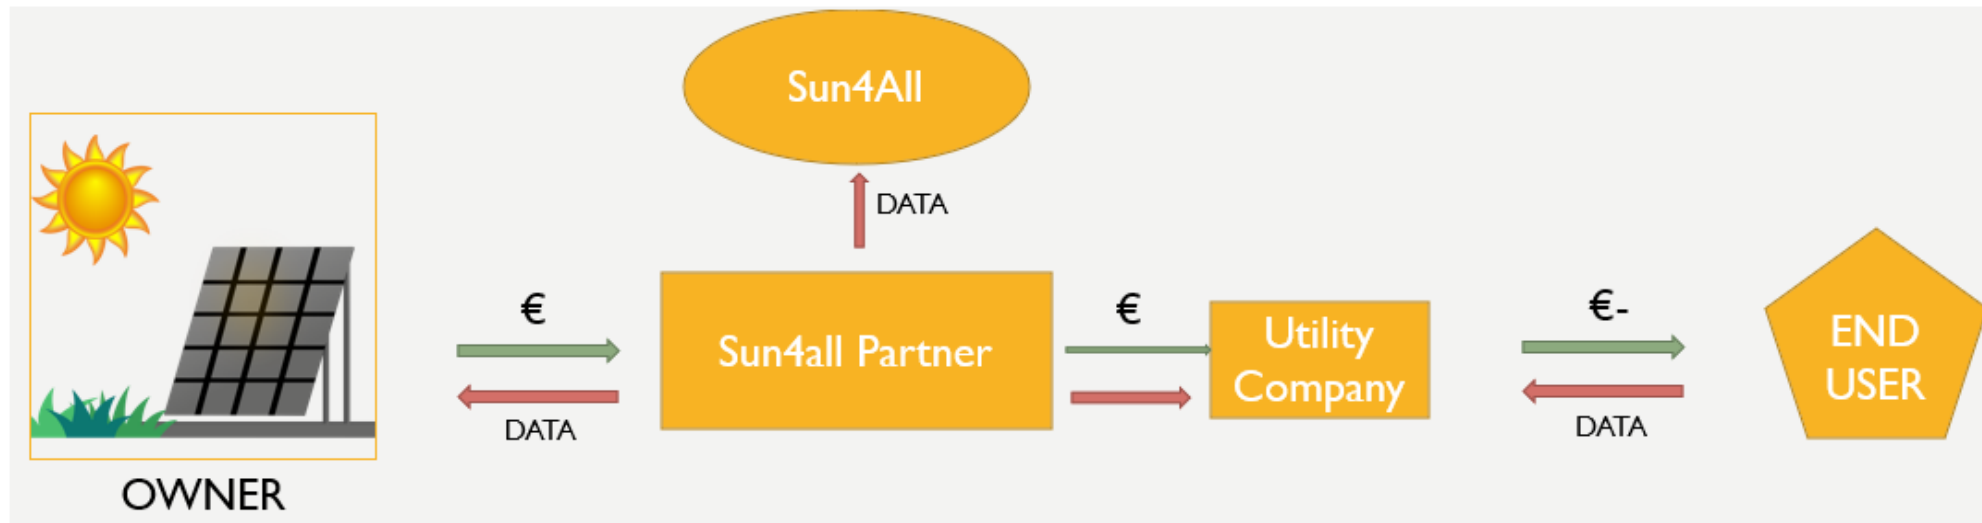 Sun4All
DATA
€
DATA
OWNER
Sun4all Partner
€
Utility
Company
€-
DATA
END
USER